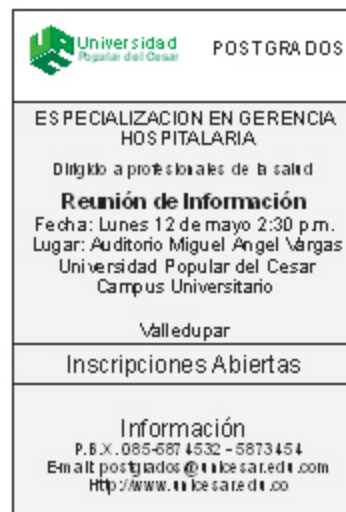 Universidad
Popular del Cesar
POSTGRADOS
ESPECIALIZACION EN GERENCIA
HOSPITALARIA
Dirigido a profesionales de la salud
Reunión de Información
Fecha: Lunes 12 de mayo 2:30 p.m.
Lugar: Auditorio Miguel Angel Vargas
Universidad Popular del Cesar
Campus Universitario
Valledupar
Inscripciones Abiertas
Información
P.B.X. 085-5874532 - 5873454
Email: postgrados@unicesar.edu.com
Http://www.unicesar.edu.co